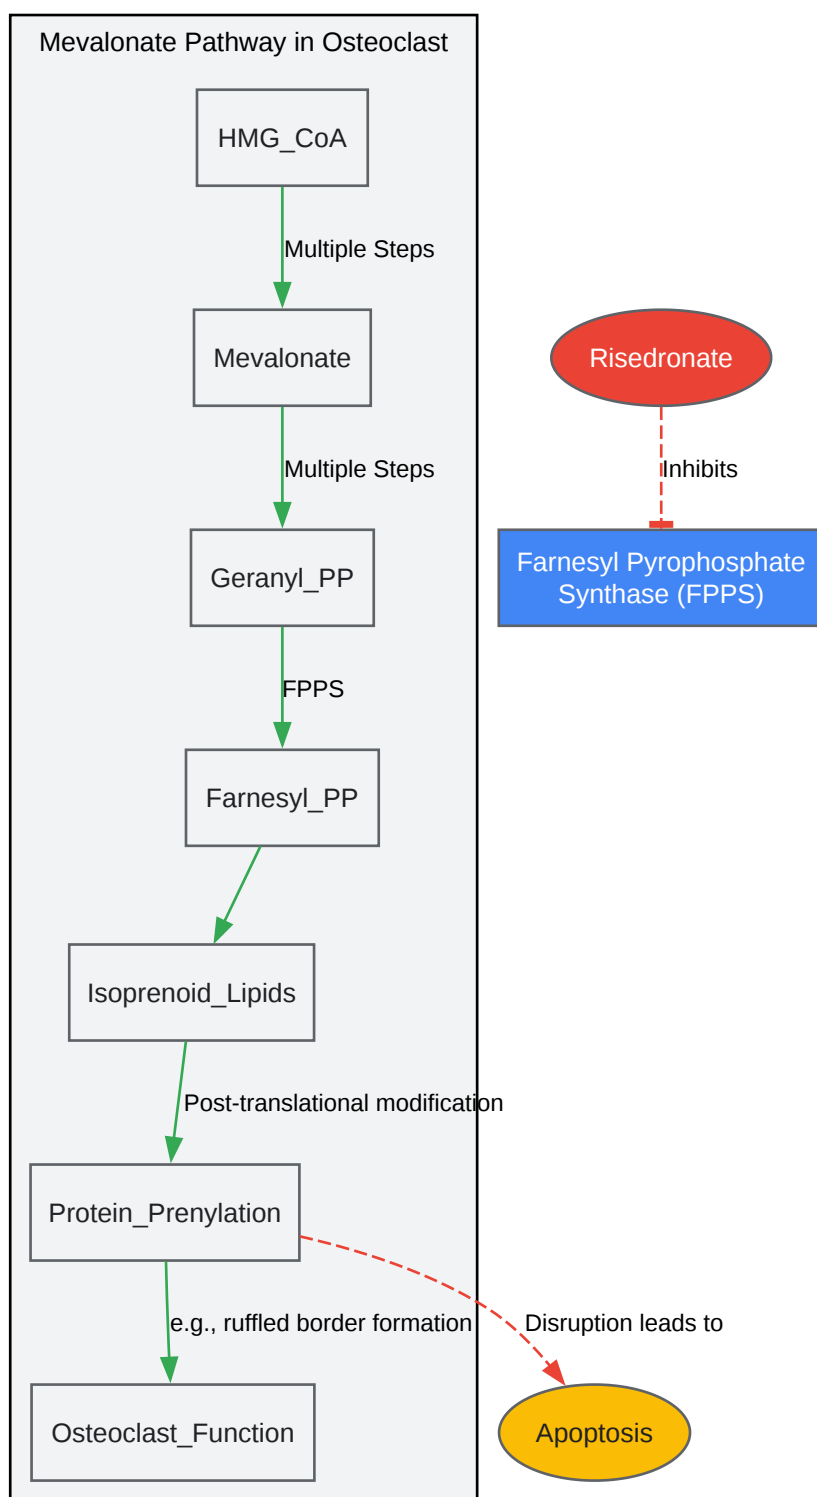 Mevalonate Pathway in Osteoclast
HMG_CoA
Multiple Steps
Mevalonate
Risedronate
Multiple Steps
Inhibits
Geranyl_PP
Farnesyl Pyrophosphate
Synthase (FPPS)
FPPS
Farnesyl_PP
Isoprenoid_Lipids
Post-translational modification
Protein_Prenylation
e.g., ruffled border formation
Disruption leads to
Osteoclast_Function
Apoptosis